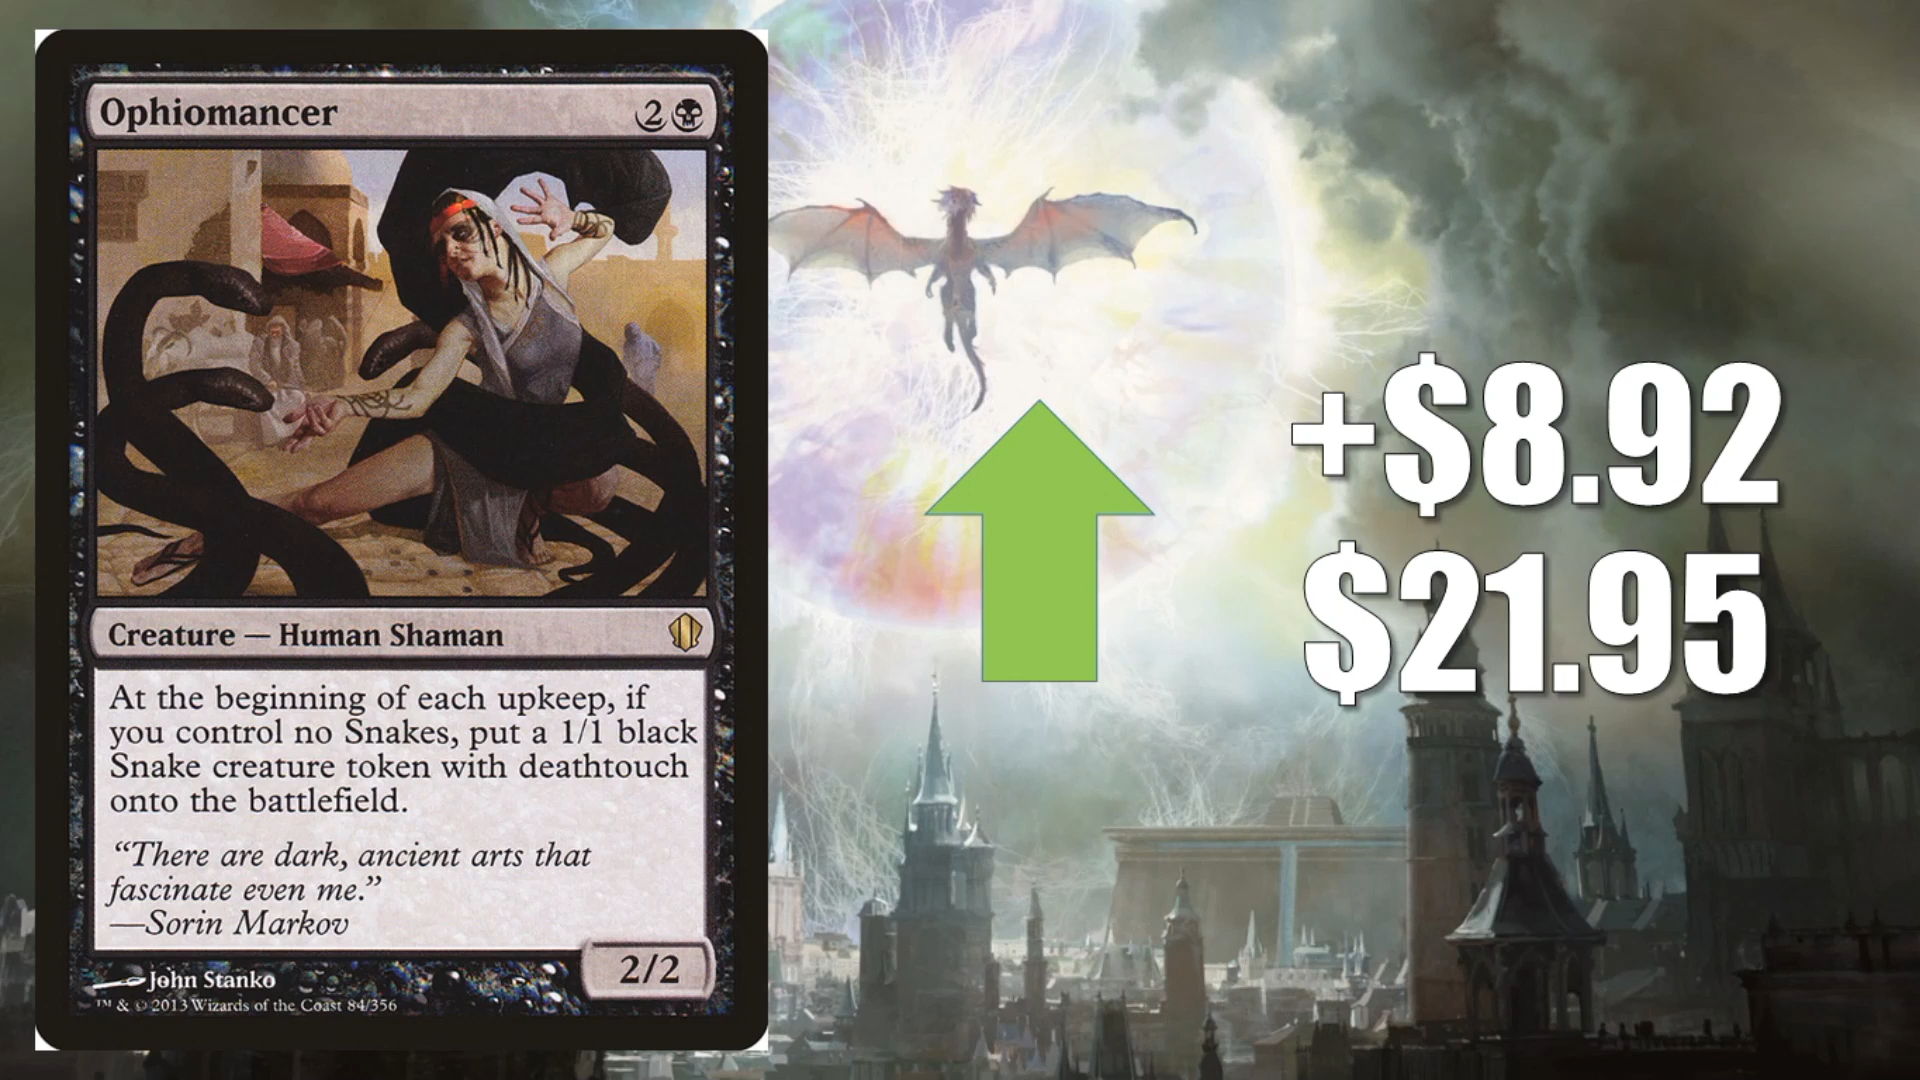 Ophiomancer
2
Creature — Human Shaman
At the beginning of each upkeep, if
you control no Snakes, put a 1/1 black
Snake creature token with deathtouch
onto the battlefield.
“There are dark, ancient arts that
fascinate even me.”
—Sorin Markov
2/2
John Stanko
™ & © 2013 Wizards of the Coast 84/356
+$8.92
$21.95